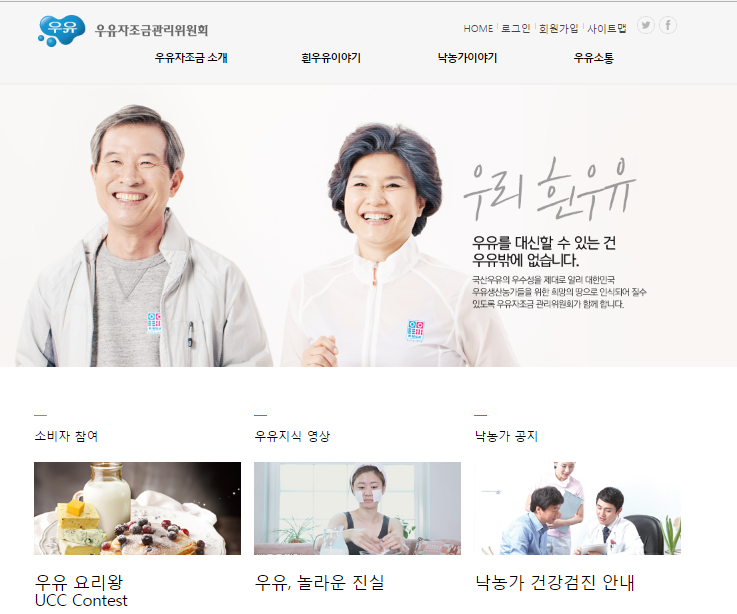 우유 우유자조금관리위원회
HOME 로그인 회원가입 사이트맵
우유자조금 소개 흰우유이야기 낙농가이야기 우유소통
우리 흰우유
우유를 대신할 수 있는 건
우유밖에 없습니다.
국산우유의 우수성을 제대로 알려 대한민국
우유생산농가들을 위한 희망의 땅으로 인식되어 질수
있도록 우유자조금 관리위원회가 함께 합니다.
소비자 참여 우유지식 영상 낙농가 공지
우유 요리왕 우유, 놀라운 진실 낙농가 건강검진 안내
UCC Contest